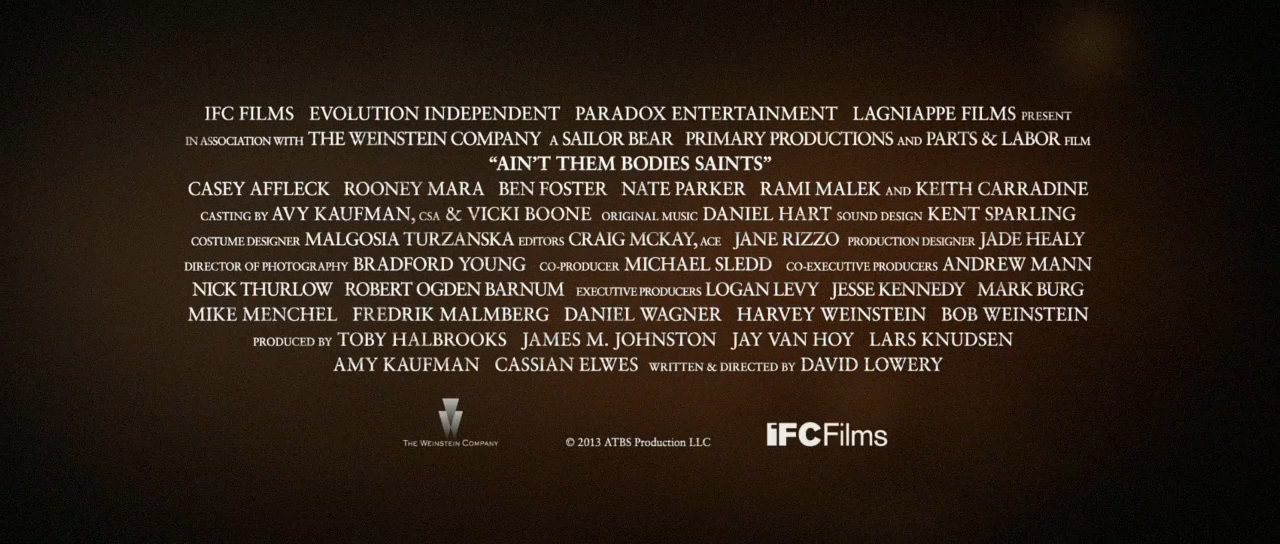 IFC FILMS EVOLUTION INDEPENDENT PARADOX ENTERTAINMENT LAGNIAPPE FILMS PRESENT
IN ASSOCIATION WITH THE WEINSTEIN COMPANY A SAILOR BEAR PRIMARY PRODUCTIONS AND PARTS & LABOR FILM
“AIN’T THEM BODIES SAINTS”
CASEY AFFLECK ROONEY MARA BEN FOSTER NATE PARKER RAMI MALEK AND KEITH CARRADINE
CASTING BY AVY KAUFMAN, CSA & VICKI BOONE ORIGINAL MUSIC DANIEL HART SOUND DESIGN KENT SPARLING
COSTUME DESIGNER MALGOSIA TURZANSKA EDITORS CRAIG MCKAY, ACE JANE RIZZO PRODUCTION DESIGNER JADE HEALY
DIRECTOR OF PHOTOGRAPHY BRADFORD YOUNG CO-PRODUCER MICHAEL SLEDD CO-EXECUTIVE PRODUCERS ANDREW MANN
NICK THURLOW ROBERT OGDEN BARNUM EXECUTIVE PRODUCERS LOGAN LEVY JESSE KENNEDY MARK BURG
MIKE MENCHEL FREDRIK MALMBERG DANIEL WAGNER HARVEY WEINSTEIN BOB WEINSTEIN
PRODUCED BY TOBY HALBROOKS JAMES M. JOHNSTON JAY VAN HOY LARS KNUDSEN
AMY KAUFMAN CASSIAN ELWES WRITTEN & DIRECTED BY DAVID LOWERY
THE WEINSTEIN COMPANY © 2013 ATBS Production LLC IFC Films